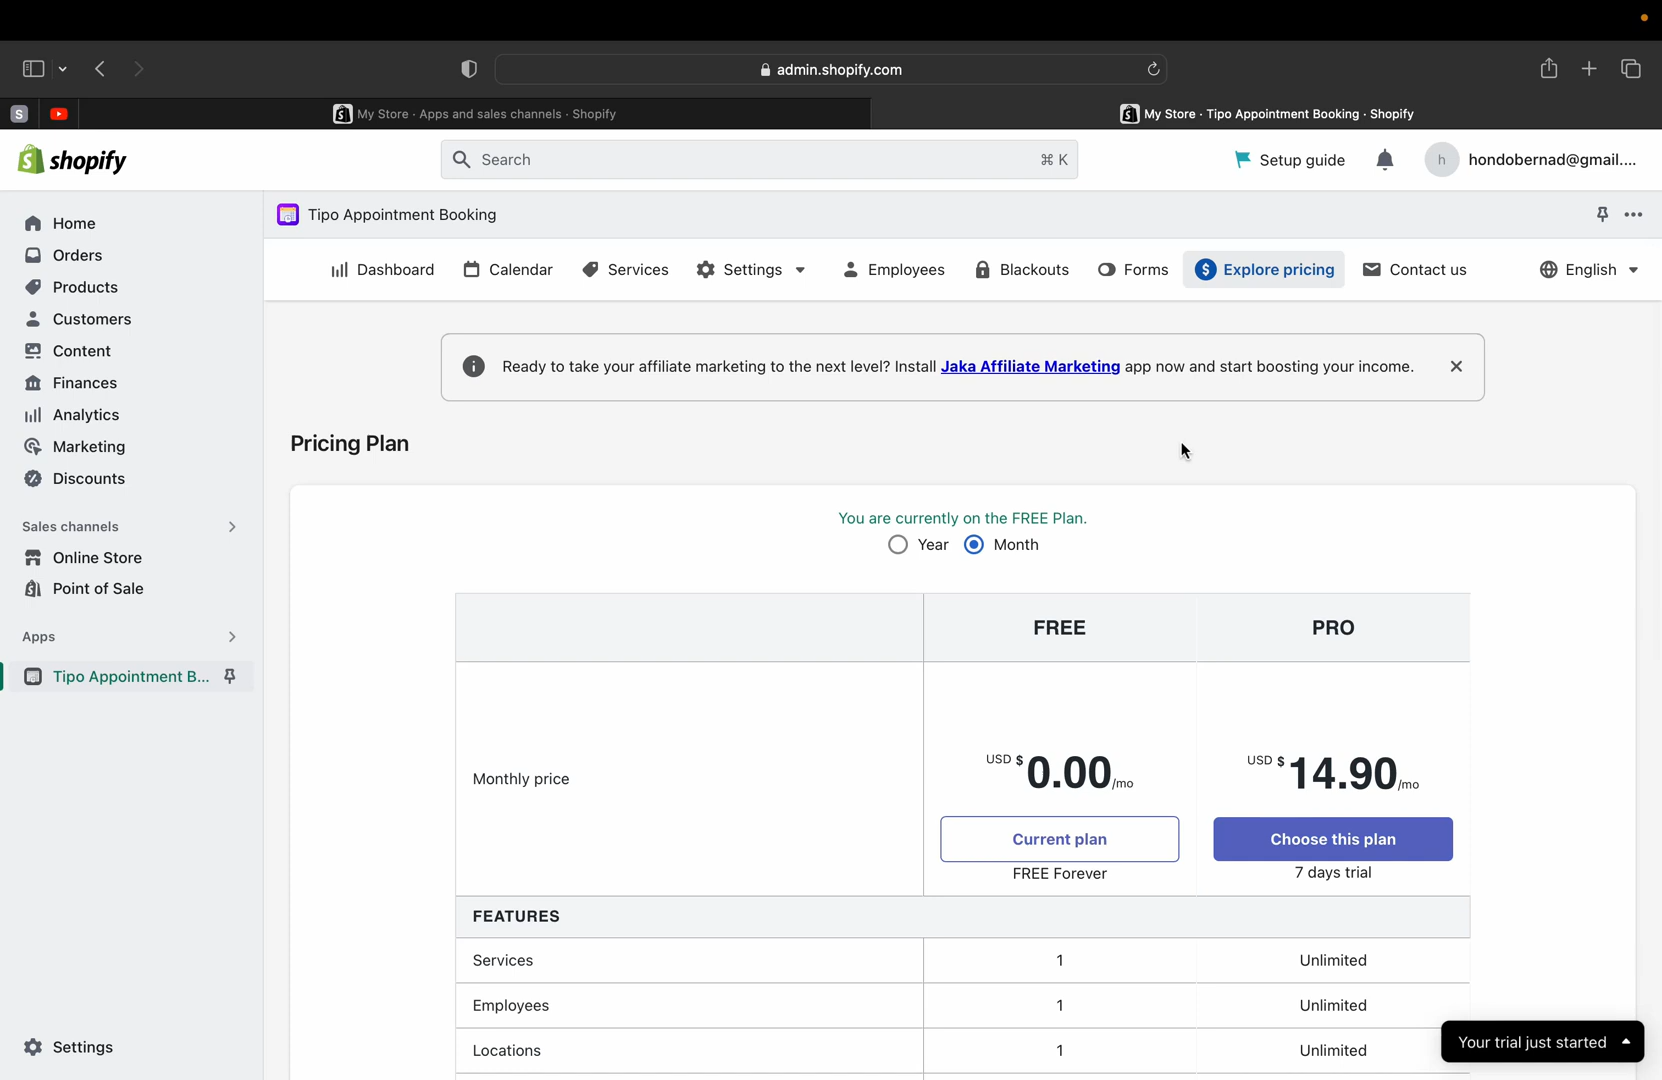 admin.shopify.com
S
My Store · Apps and sales channels · Shopify
My Store · Tipo Appointment Booking · Shopify
shopify
Search
⌘ K
Setup guide
h
hondobernad@gmail....
Home
Orders
Products
Customers
Content
Finances
Analytics
Marketing
Discounts
Sales channels
Online Store
Point of Sale
Apps
Tipo Appointment B...
Settings
Tipo Appointment Booking
Dashboard
Calendar
Services
Settings
Employees
Blackouts
Forms
$ Explore pricing
Contact us
English
Ready to take your affiliate marketing to the next level? Install Jaka Affiliate Marketing app now and start boosting your income.
Pricing Plan
You are currently on the FREE Plan.
Year Month
FREE PRO
Monthly price
USD $ 0.00 /mo
Current plan
FREE Forever
USD $ 14.90 /mo
Choose this plan
7 days trial
FEATURES
Services 1 Unlimited
Employees 1 Unlimited
Locations 1 Unlimited
Your trial just started